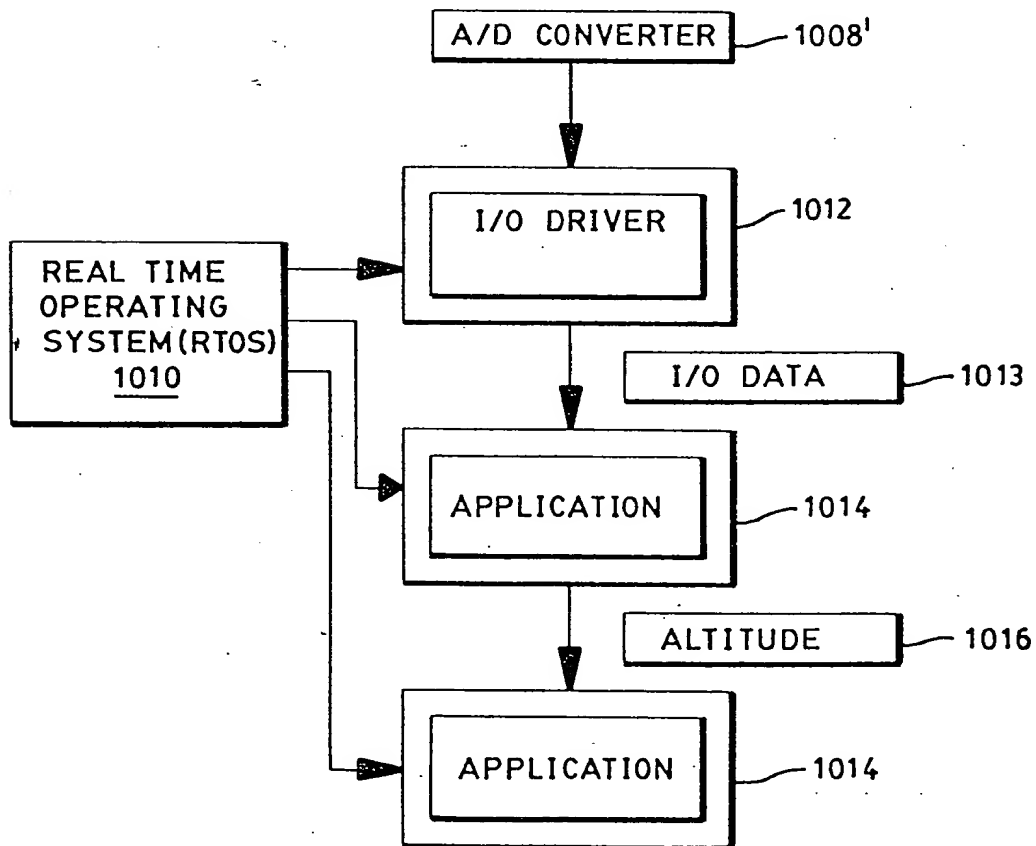 A/D CONVERTER
1008'
I/O DRIVER
1012
REAL TIME
OPERATING
SYSTEM(RTOS)
1010
I/O DATA
1013
APPLICATION
1014
ALTITUDE
1016
APPLICATION
1014